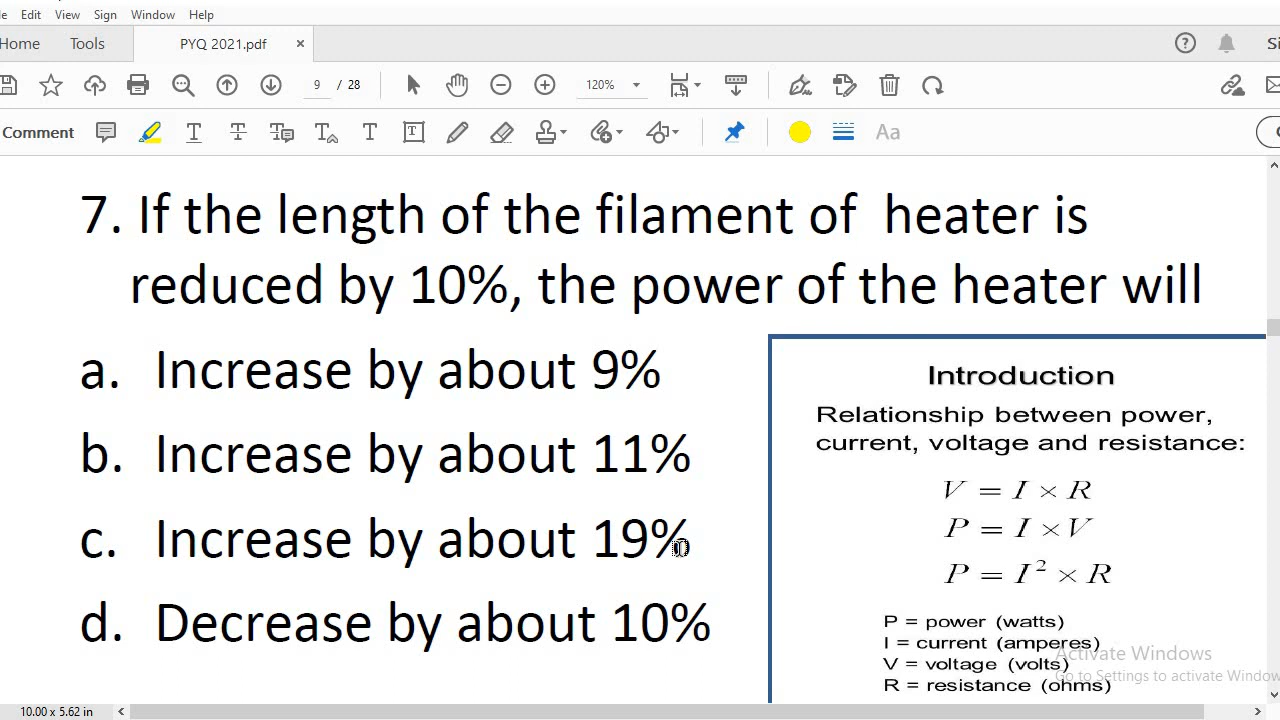 Edit View Sign Window Help
Home Tools PYQ 2021.pdf ×
9 / 28 120%
Comment Aa
7. If the length of the filament of heater is
reduced by 10%, the power of the heater will
a. Increase by about 9%
b. Increase by about 11%
c. Increase by about 19%
d. Decrease by about 10%
Introduction
Relationship between power,
current, voltage and resistance:
V = I × R
P = I × V
P = I² × R
P = power (watts)
I = current (amperes)
V = voltage (volts)
R = resistance (ohms)
Activate Windows
Go to Settings to activate Window
10.00 x 5.62 in